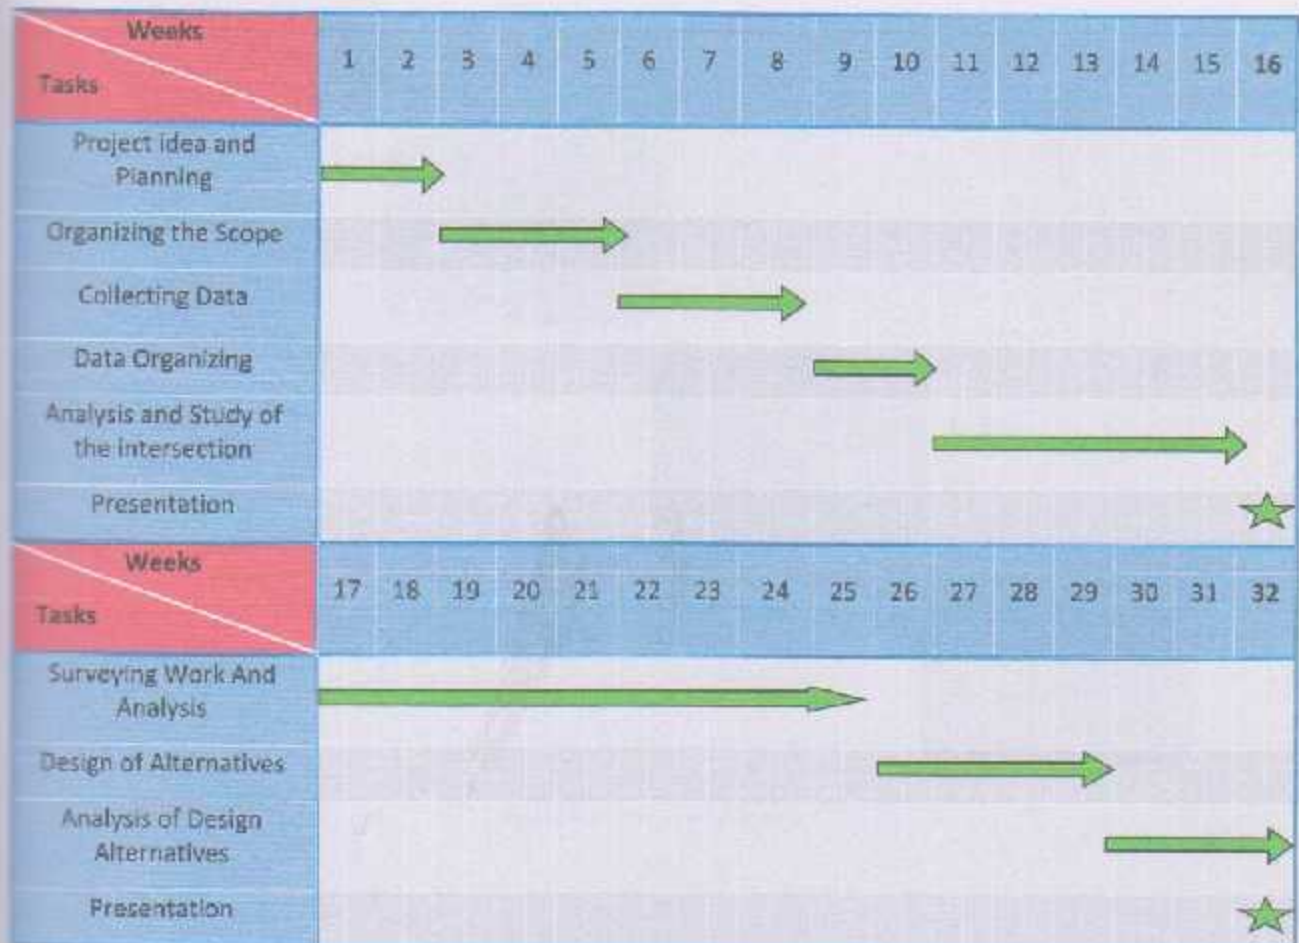 Weeks
Tasks
1 2 3 4 5 6 7 8 9 10 11 12 13 14 15 16
Project idea and
Planning
Organizing the Scope
Collecting Data
Data Organizing
Analysis and Study of
the intersection
Presentation
Weeks
Tasks
17 18 19 20 21 22 23 24 25 26 27 28 29 30 31 32
Surveying Work And
Analysis
Design of Alternatives
Analysis of Design
Alternatives
Presentation